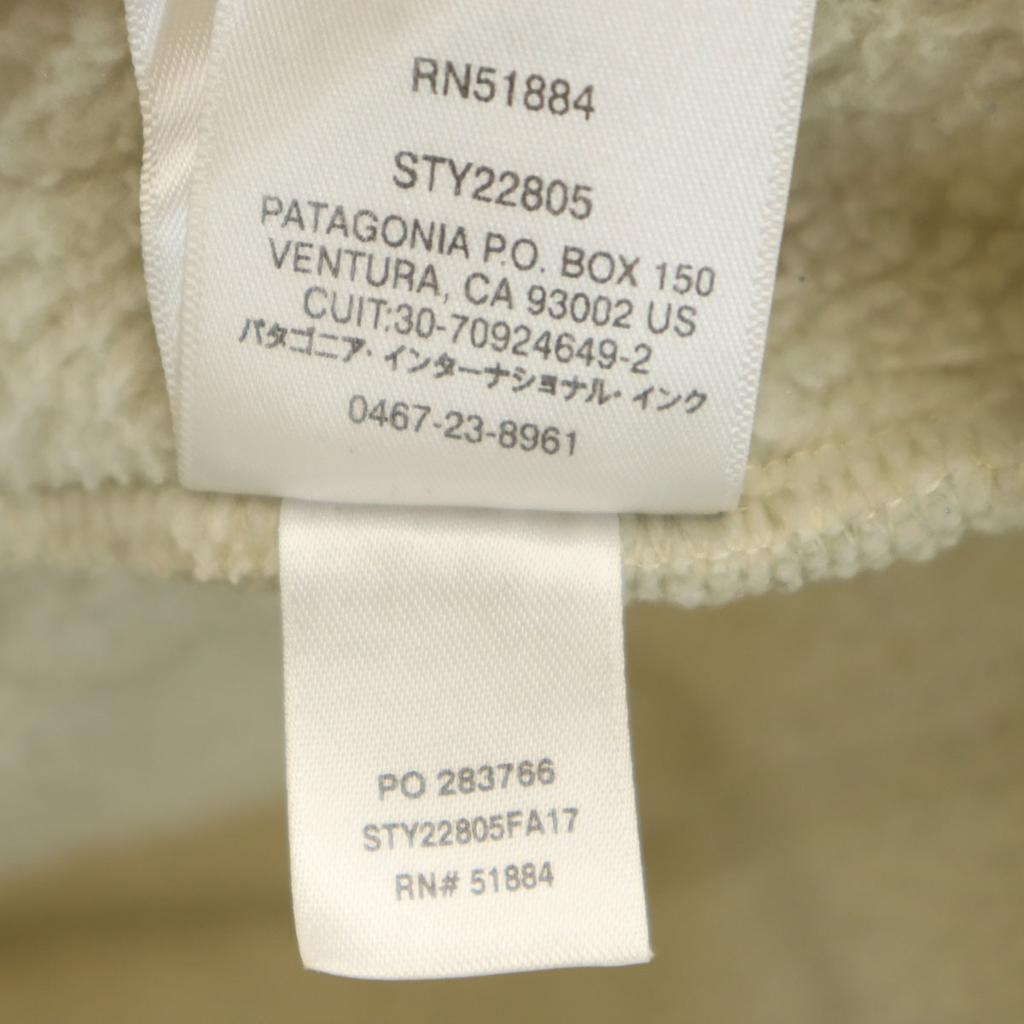 RN51884
STY22805
PATAGONIA P.O. BOX 150
VENTURA, CA 93002 US
CUIT:30-70924649-2
パタゴニア・インターナショナル・インク
0467-23-8961
PO 283766
STY22805FA17
RN# 51884